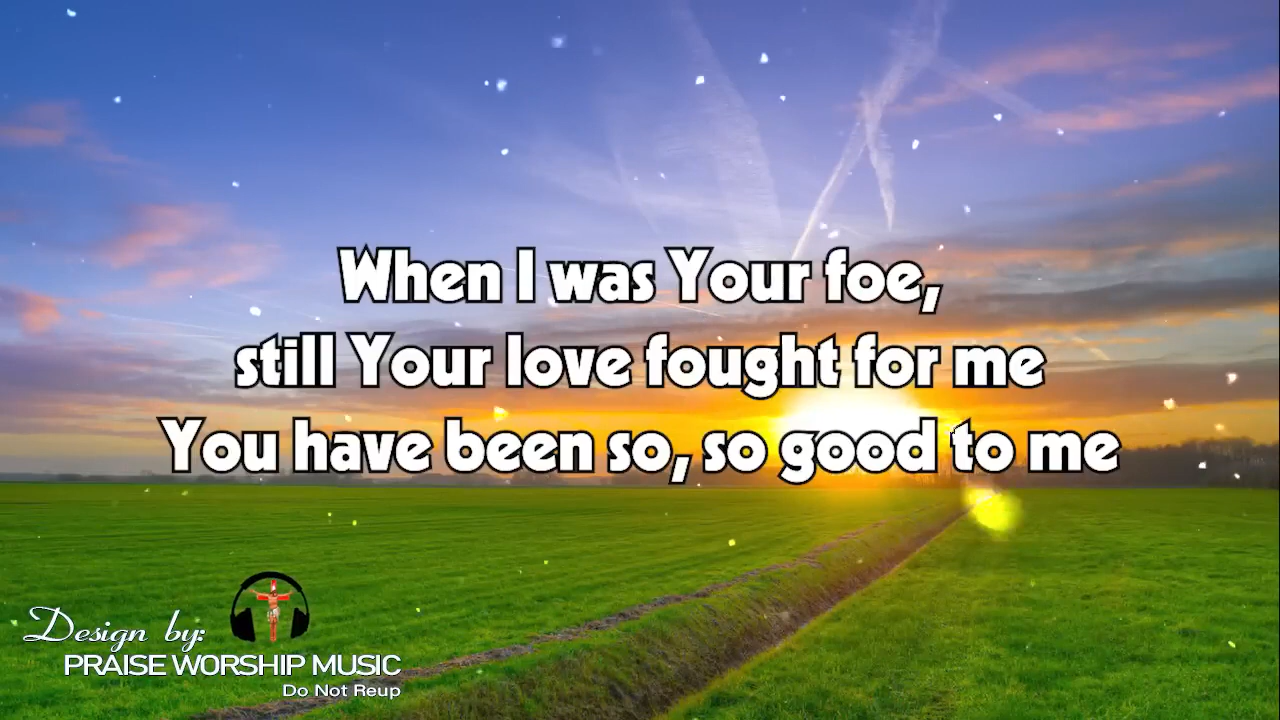 When I was Your foe,
still Your love fought for me
You have been so, so good to me
Design by:
PRAISE WORSHIP MUSIC
Do Not Reup